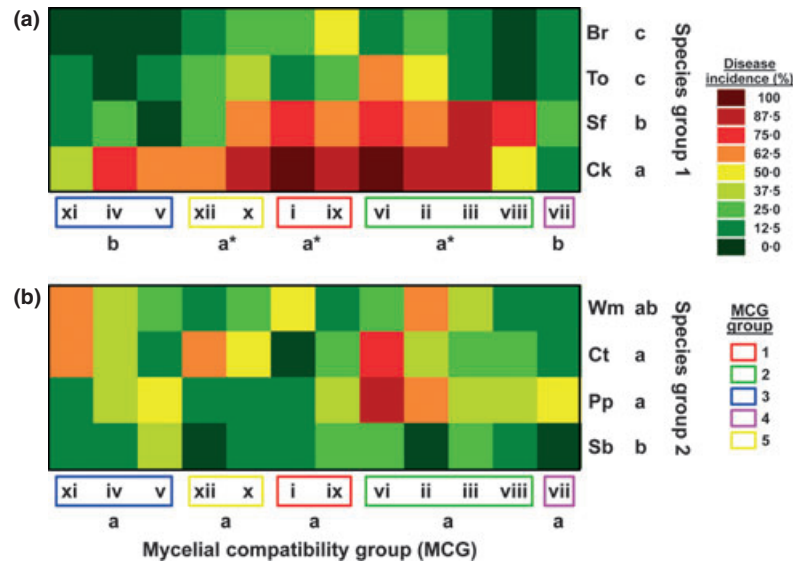 (a)
Br c
To c
Sf b
Ck a
Species group 1
xi iv v xii x i ix vi ii iii viii vii
b a* a* a* b
Disease
incidence (%)
100
87·5
75·0
62·5
50·0
37·5
25·0
12·5
0·0
(b)
Wm ab
Ct a
Pp a
Sb b
Species group 2
xi iv v xii x i ix vi ii iii viii vii
a a a a a
Mycelial compatibility group (MCG)
MCG
group
1
2
3
4
5